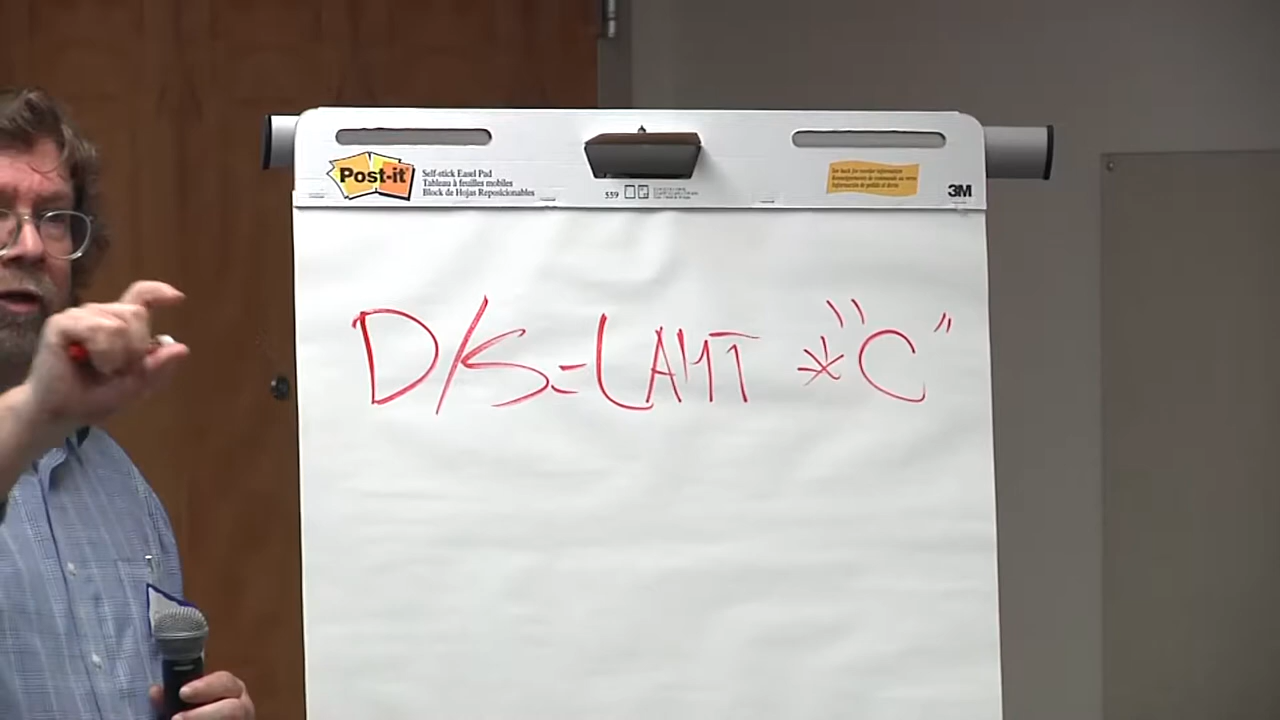 Post-it
Self-stick Easel Pad
Tableau à feuilles mobiles
Block de Hojas Reposicionables
559
3M
D/S=LAMT *"C"